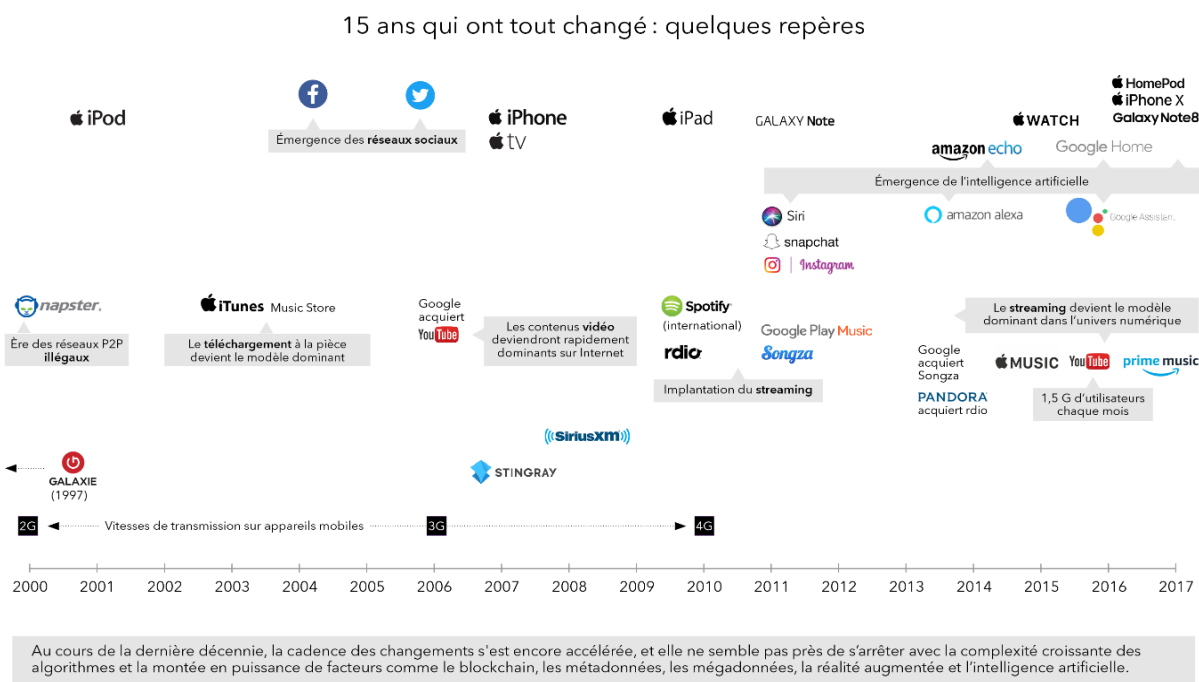 15 ans qui ont tout changé : quelques repères
iPod
Émergence des réseaux sociaux
iPhone
tv
iPad
GALAXY Note
WATCH
HomePod
iPhone X
Galaxy Note8
amazon echo
Google Home
Émergence de l'intelligence artificielle
Siri
amazon alexa
Google Assistant
snapchat
Instagram
napster.
Ère des réseaux P2P
illégaux
iTunes Music Store
Le téléchargement à la pièce
devient le modèle dominant
Google
acquiert
YouTube
Les contenus vidéo
deviendront rapidement
dominants sur Internet
Spotify
(international)
rdio
Google Play Music
Songza
Implantation du streaming
Le streaming devient le modèle
dominant dans l'univers numérique
Google
acquiert
Songza
PANDORA
acquiert rdio
MUSIC
YouTube
prime music
1,5 G d'utilisateurs
chaque mois
((SiriusXM))
STINGRAY
GALAXIE
(1997)
2G Vitesses de transmission sur appareils mobiles 3G 4G
2000 2001 2002 2003 2004 2005 2006 2007 2008 2009 2010 2011 2012 2013 2014 2015 2016 2017
Au cours de la dernière décennie, la cadence des changements s'est encore accélérée, et elle ne semble pas près de s'arrêter avec la complexité croissante des
algorithmes et la montée en puissance de facteurs comme le blockchain, les métadonnées, les mégadonnées, la réalité augmentée et l'intelligence artificielle.